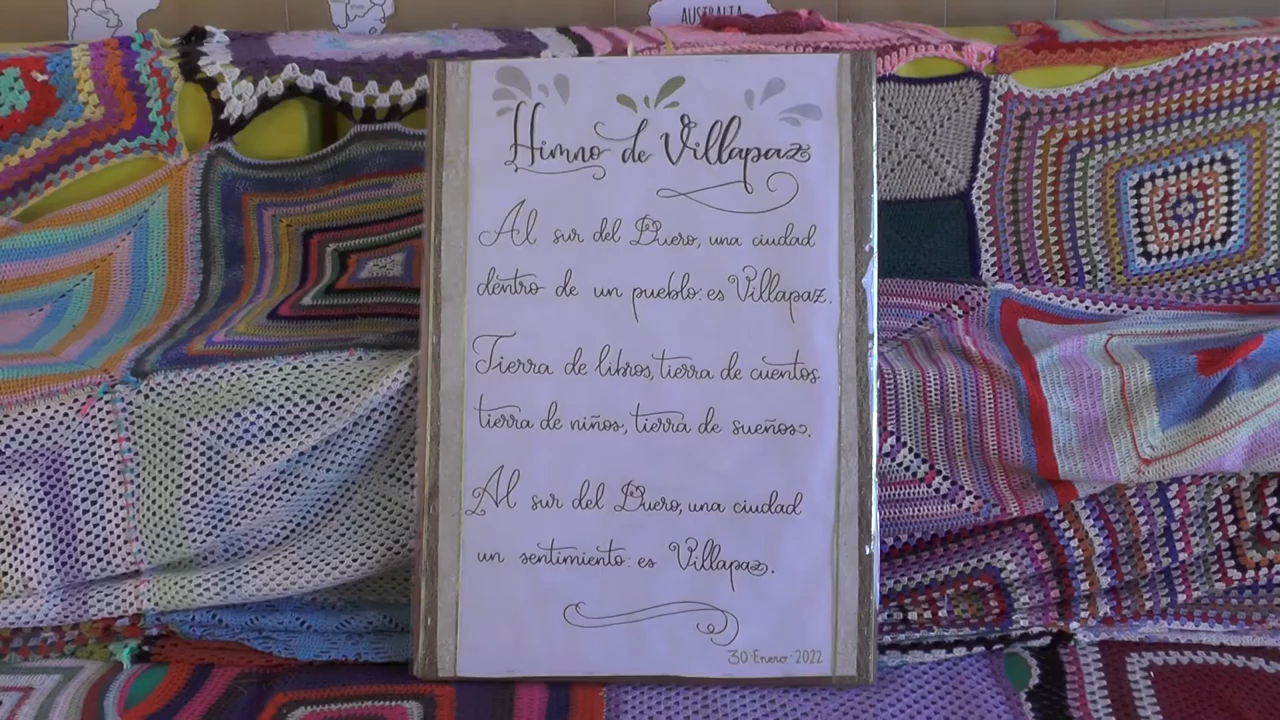 AUSTRALIA
Himno de Villapaz
Al sur del Duero, una ciudad
dentro de un pueblo: es Villapaz.
Tierra de libros, tierra de cuentos
tierra de niños, tierra de sueños.
Al sur del Duero, una ciudad
un sentimiento: es Villapaz.
30-Enero-2022